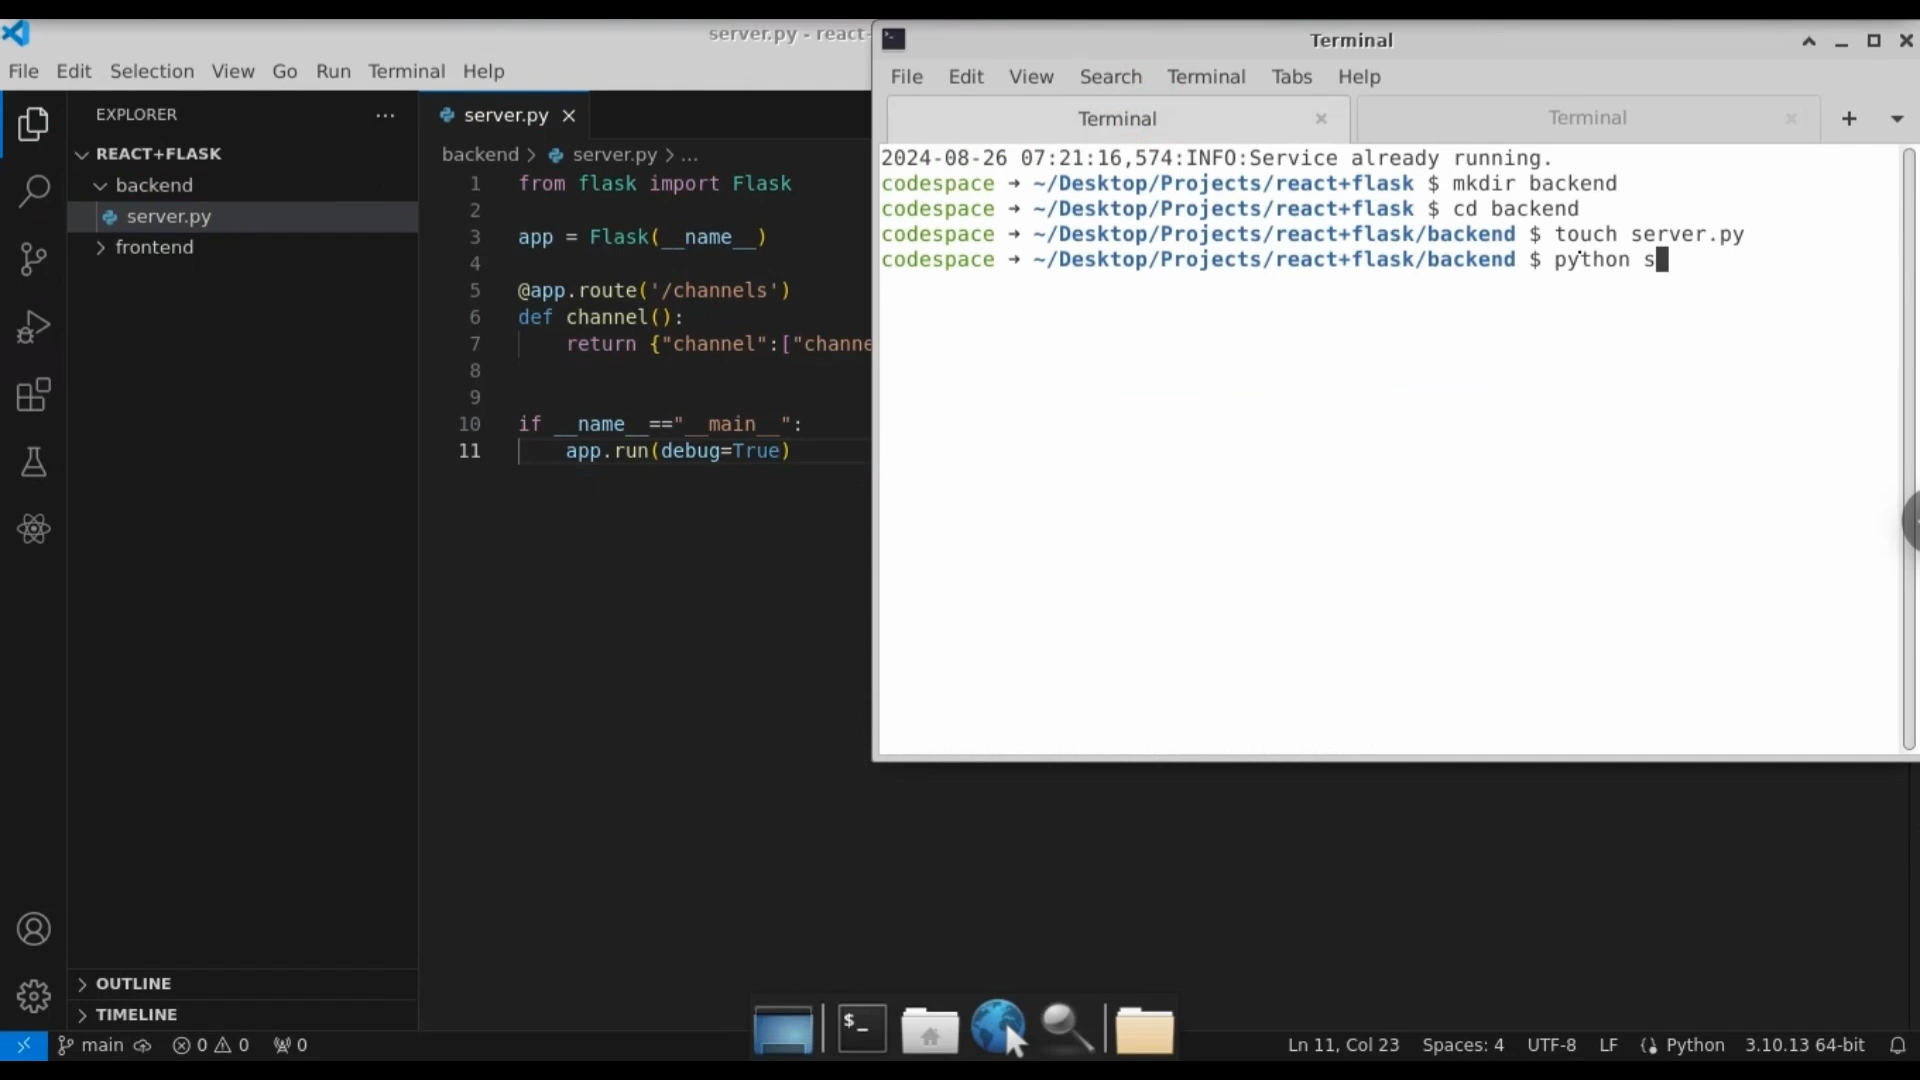 server.py - react-
File Edit Selection View Go Run Terminal Help
EXPLORER
REACT+FLASK
backend
server.py
frontend
OUTLINE
TIMELINE
server.py
backend > server.py > ...
1 from flask import Flask
2
3 app = Flask(__name__)
4
5 @app.route('/channels')
6 def channel():
7 return {"channel":["channe
8
9
10 if __name__=="__main__":
11 app.run(debug=True)
Terminal
File Edit View Search Terminal Tabs Help
Terminal
Terminal
2024-08-26 07:21:16,574:INFO:Service already running.
codespace → ~/Desktop/Projects/react+flask $ mkdir backend
codespace → ~/Desktop/Projects/react+flask $ cd backend
codespace → ~/Desktop/Projects/react+flask/backend $ touch server.py
codespace → ~/Desktop/Projects/react+flask/backend $ python s
$_
main 0 0 0
Ln 11, Col 23 Spaces: 4 UTF-8 LF Python 3.10.13 64-bit